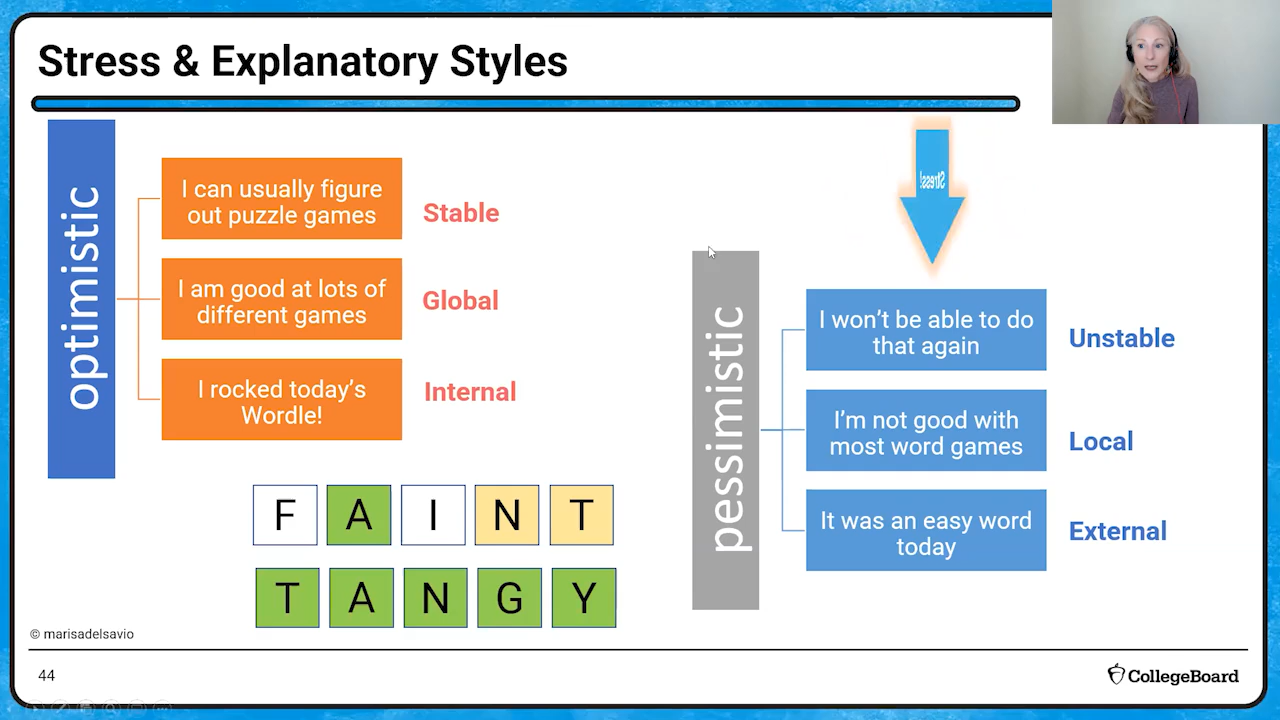 Stress & Explanatory Styles
optimistic
I can usually figure
out puzzle games
Stable
I am good at lots of
different games
Global
I rocked today's
Wordle!
Internal
F A I N T
T A N G Y
Stress!
pessimistic
I won't be able to do
that again
Unstable
I'm not good with
most word games
Local
It was an easy word
today
External
© marisadelsavio
44
CollegeBoard